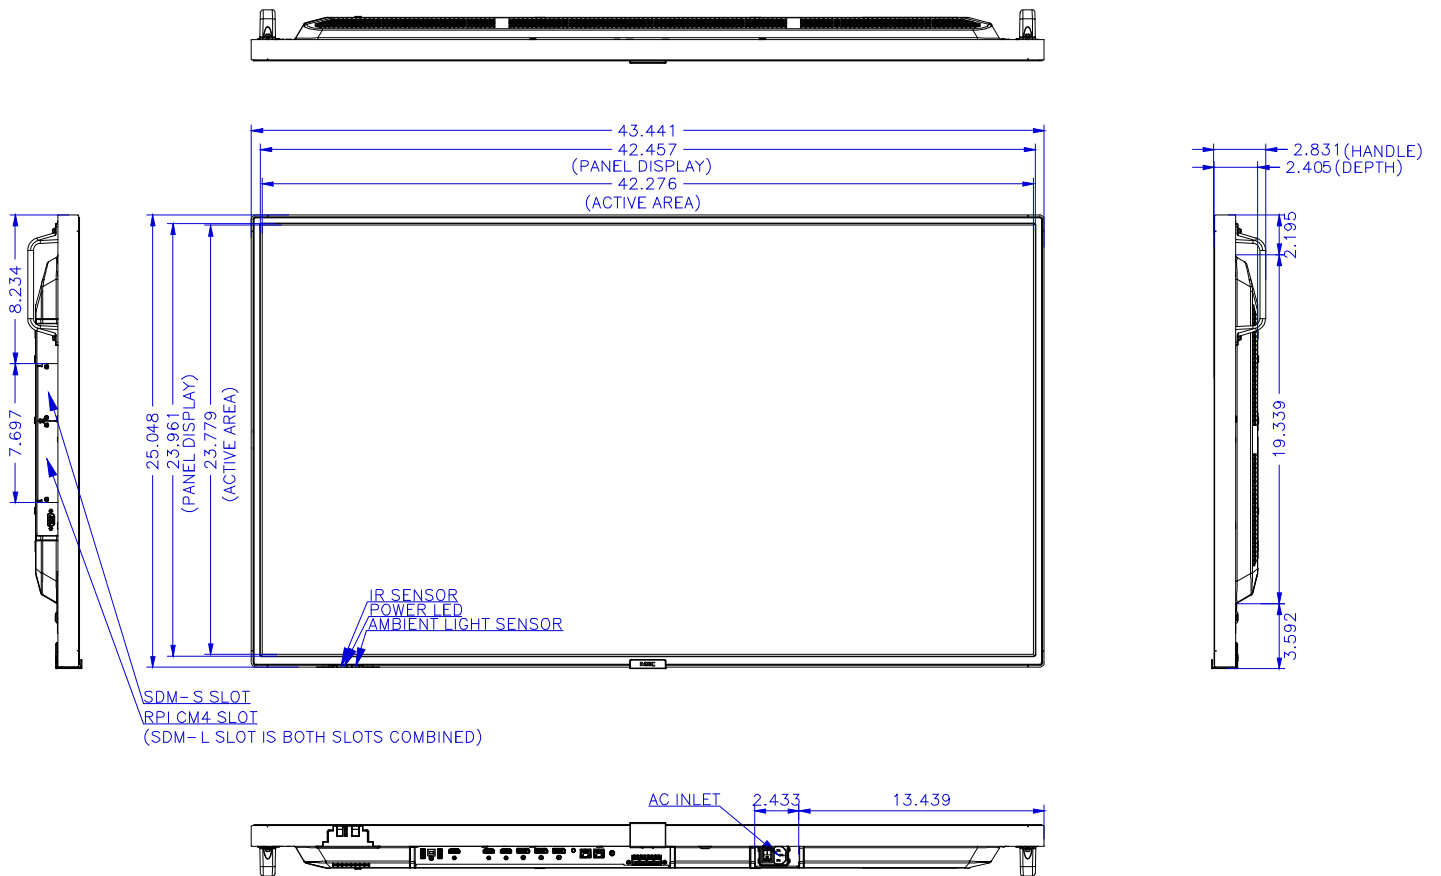 43.441
42.457
(PANEL DISPLAY)
42.276
(ACTIVE AREA)
2.831(HANDLE)
2.405(DEPTH)
8.234
7.697
25.048
23.961
(PANEL DISPLAY)
23.779
(ACTIVE AREA)
2.195
19.339
3.592
IR SENSOR
POWER LED
AMBIENT LIGHT SENSOR
NEC
SDM-S SLOT
RPI CM4 SLOT
(SDM-L SLOT IS BOTH SLOTS COMBINED)
AC INLET
2.433
13.439